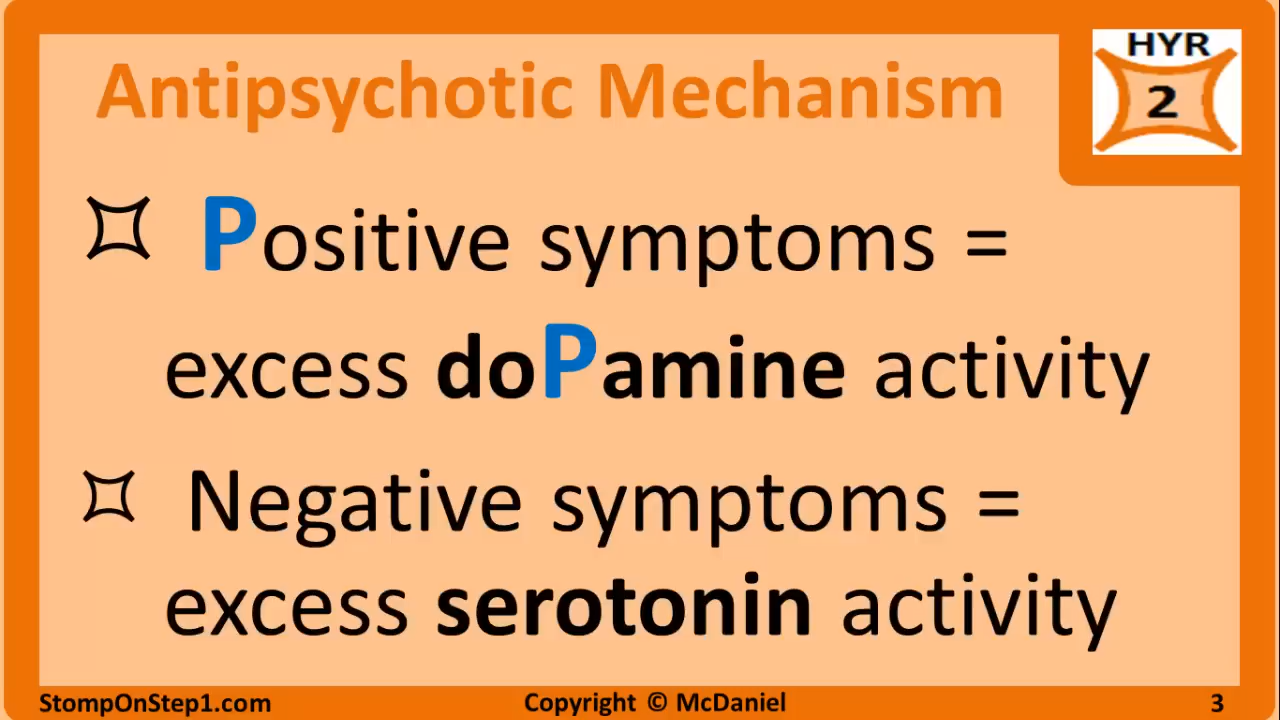 Antipsychotic Mechanism
HYR
2
Positive symptoms =
excess doPamine activity
Negative symptoms =
excess serotonin activity
StompOnStep1.com
Copyright © McDaniel
3